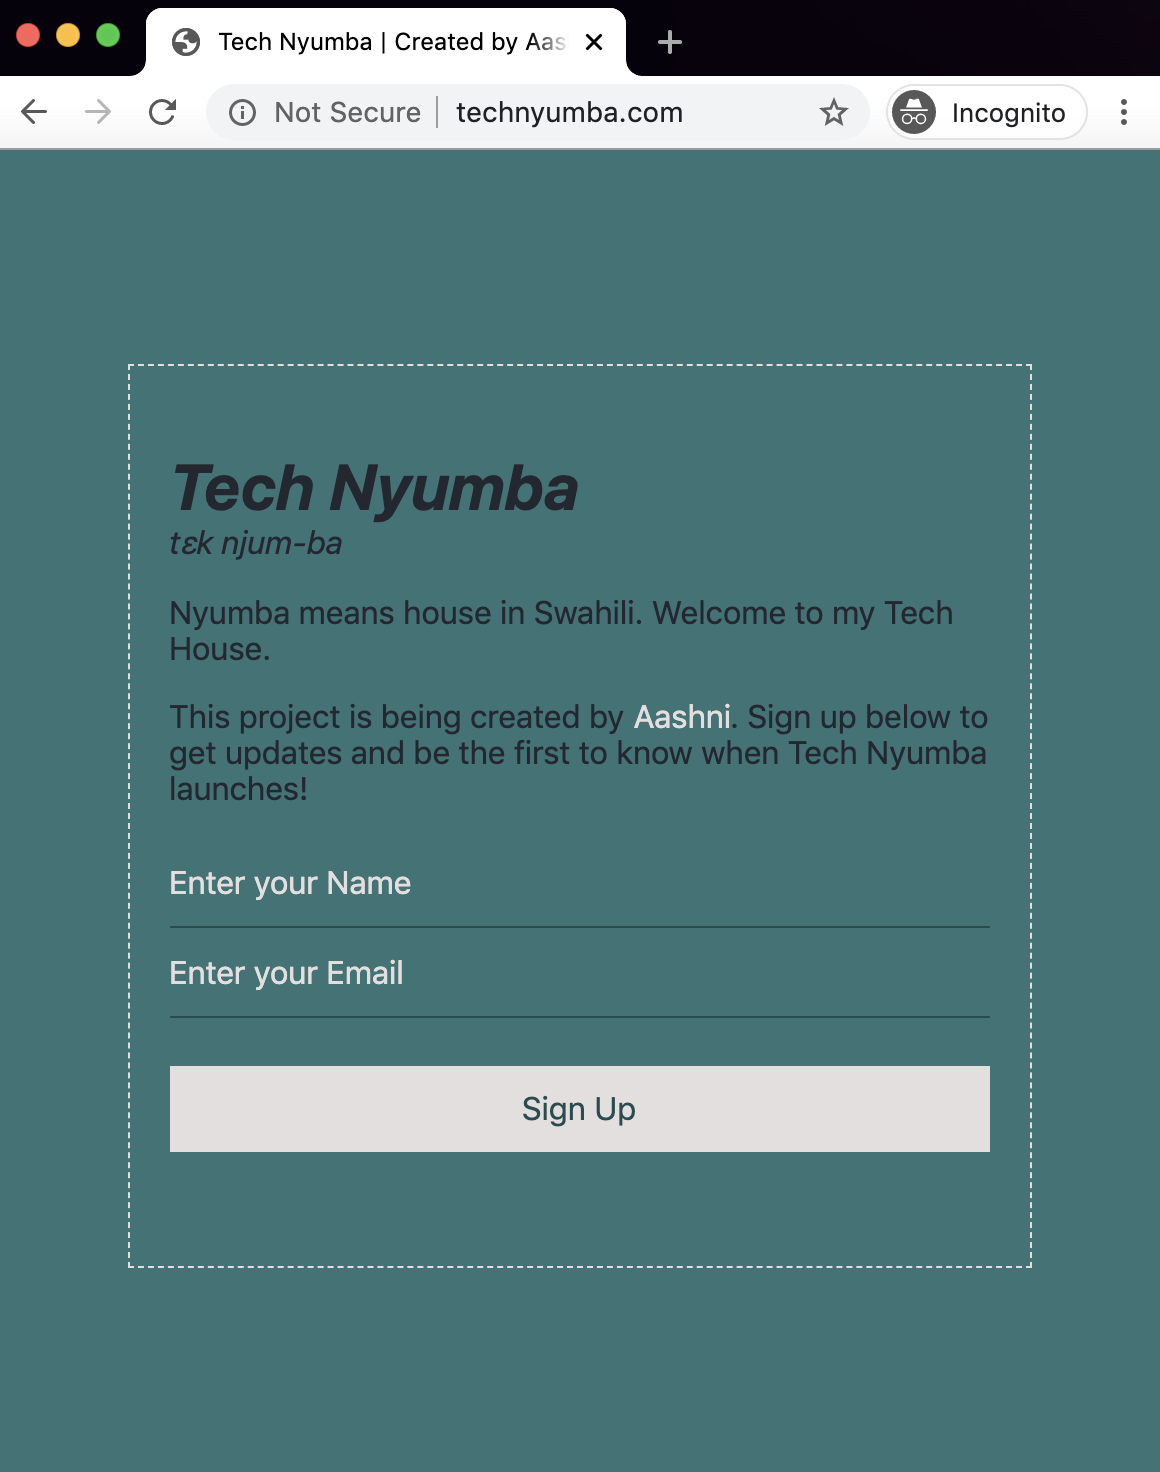 Tech Nyumba | Created by Aas
Not Secure | technyumba.com
Incognito
Tech Nyumba
tɛk njum-ba
Nyumba means house in Swahili. Welcome to my Tech
House.
This project is being created by Aashni. Sign up below to
get updates and be the first to know when Tech Nyumba
launches!
Enter your Name
Enter your Email
Sign Up